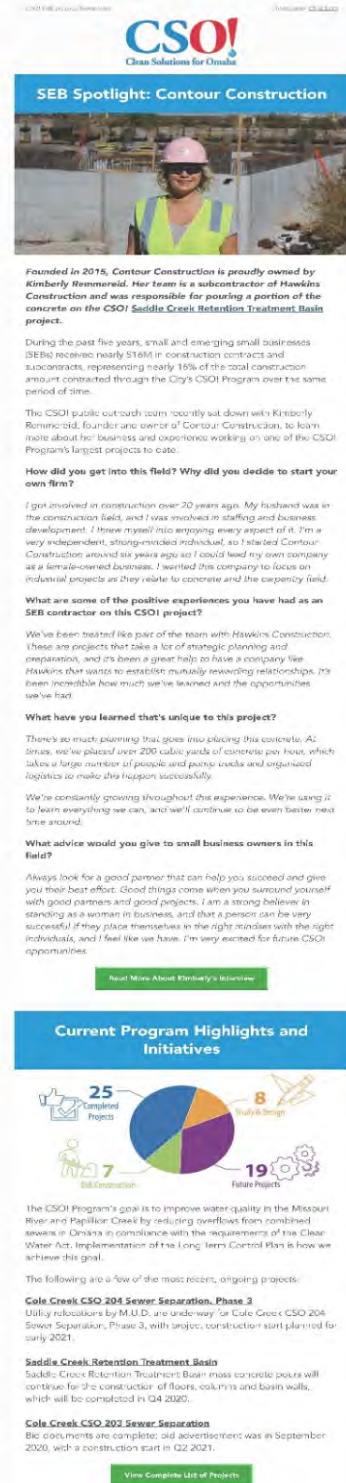 CSO!
Clean Solutions for Omaha
SEB Spotlight: Contour Construction
Founded in 2015, Contour Construction is proudly owned by
Kimberly Remmereid. Her team is a subcontractor of Hawkins
Construction and was responsible for pouring a portion of the
concrete on the CSO! Saddle Creek Retention Treatment Basin
project.
During the past five years, small and emerging small businesses
(SEBs) received nearly $16M in construction contracts and
subcontracts, representing nearly 16% of the total construction
amount contracted through the City's CSO! Program over the same
period of time.
The CSO! public outreach team recently sat down with Kimberly
Remmereid, founder and owner of Contour Construction, to learn
more about her business and experience working on one of the CSO!
Program's largest projects to date.
How did you get into this field? Why did you decide to start your
own firm?
I got involved in construction over 20 years ago. My husband was in
the construction field, and I was involved in staffing and business
development. I threw myself into enjoying every aspect of it. I'm a
very independent, strong-minded individual, so I started Contour
Construction around six years ago so I could lead my own company
as a female-owned business. I wanted this company to focus on
industrial projects as they relate to concrete and the carpentry field.
What are some of the positive experiences you have had as an
SEB contractor on this CSO! project?
We've been treated like part of the team with Hawkins Construction.
These are projects that take a lot of strategic planning and
preparation, and it's been a great help to have a company like
Hawkins that wants to establish mutually rewarding relationships. It's
been incredible how much we've learned and the opportunities
we've had.
What have you learned that's unique to this project?
There's so much planning that goes into placing this concrete. At
times, we've placed over 200 cubic yards of concrete per hour, which
takes a large number of people and pump trucks and organized
logistics to make this happen successfully.
We're constantly growing throughout this experience. We're using it
to learn everything we can, and we'll continue to be even better next
time around.
What advice would you give to small business owners in this
field?
Always look for a good partner that can help you succeed and give
you their best effort. Good things come when you surround yourself
with good partners and good projects. I am a strong believer in
standing as a woman in business, and that a person can be very
successful if they place themselves in the right mindset with the right
individuals, and I feel like we have. I'm very excited for future CSO!
opportunities.
Read More About Kimberly's Interview
Current Program Highlights and
Initiatives
25
Completed
Projects
8
Study & Design
7
Bid/Construction
19
Future Projects
The CSO! Program's goal is to improve water quality in the Missouri
River and Papillion Creek by reducing overflows from combined
sewers in Omaha in compliance with the requirements of the Clean
Water Act. Implementation of the Long Term Control Plan is how we
achieve this goal.
The following are a few of the most recent, ongoing projects:
Cole Creek CSO 204 Sewer Separation, Phase 3
Utility relocations by M.U.D. are underway for Cole Creek CSO 204
Sewer Separation, Phase 3, with project construction start planned for
early 2021.
Saddle Creek Retention Treatment Basin
Saddle Creek Retention Treatment Basin mass concrete pours will
continue for the construction of floors, columns and basin walls,
which will be completed in Q4 2020.
Cole Creek CSO 203 Sewer Separation
Bid documents are complete; bid advertisement was in September
2020, with a construction start in Q2 2021.
View Complete List of Projects